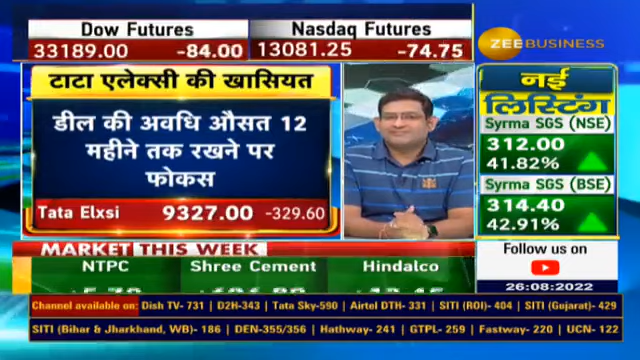 Dow Futures
33189.00 -84.00
Nasdaq Futures
13081.25 -74.75
ZEEBUSINESS
टाटा एलेक्सी की खासियत
डील की अवधि औसत 12
महीने तक रखने पर
फोकस
Tata Elxsi 9327.00 -329.60
नई
लिस्टिंग
Syrma SGS (NSE)
312.00
41.82%
Syrma SGS (BSE)
314.40
42.91%
MARKET THIS WEEK
NTPC Shree Cement Hindalco
Follow us on
26:08:2022
Channel available on: Dish TV- 731 | D2H-343 | Tata Sky-590 | Airtel DTH- 331 | SITI (ROI)- 404 | SITI (Gujarat)- 429
SITI (Bihar & Jharkhand, WB)- 186 | DEN-355/356 | Hathway- 241 | GTPL- 259 | Fastway- 220 | UCN- 122